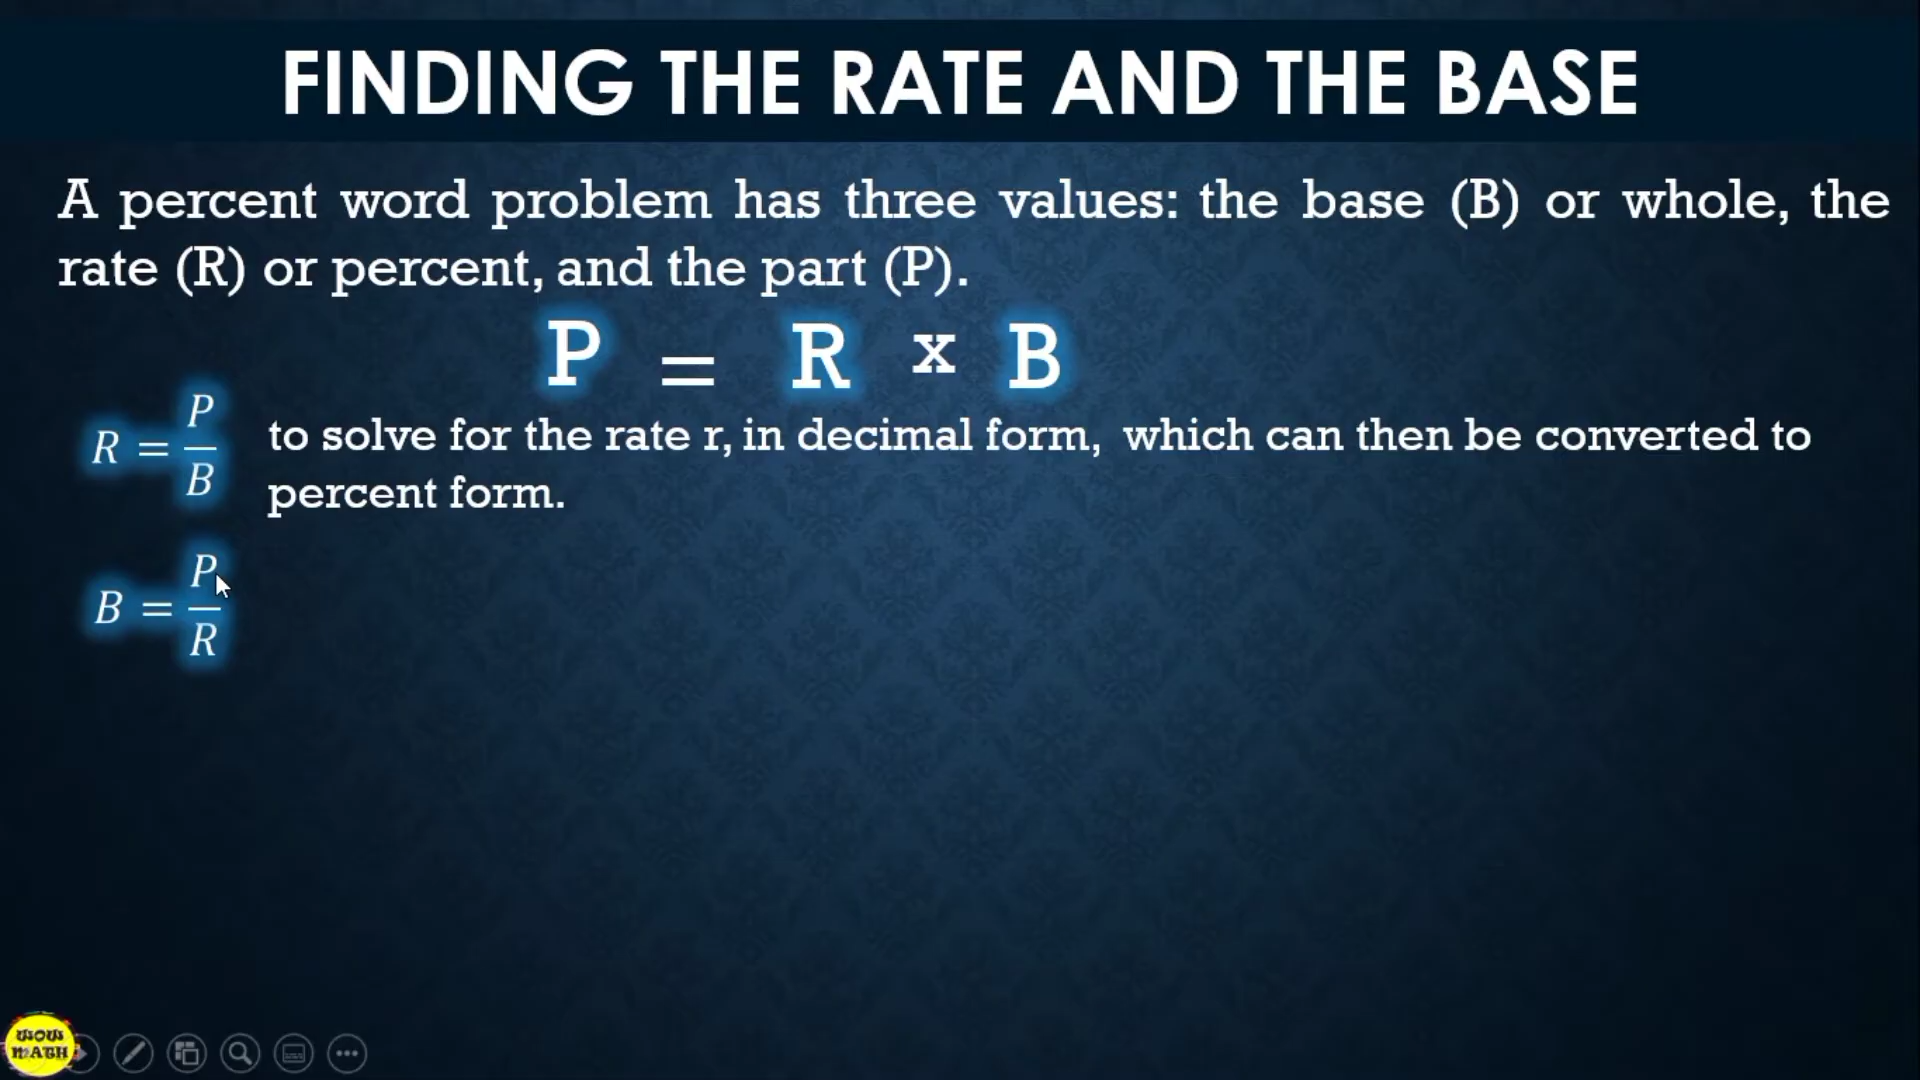 FINDING THE RATE AND THE BASE
A percent word problem has three values: the base (B) or whole, the
rate (R) or percent, and the part (P).
P = R x B
R = P/B
to solve for the rate r, in decimal form, which can then be converted to
percent form.
B = P/R
WOW
MATH